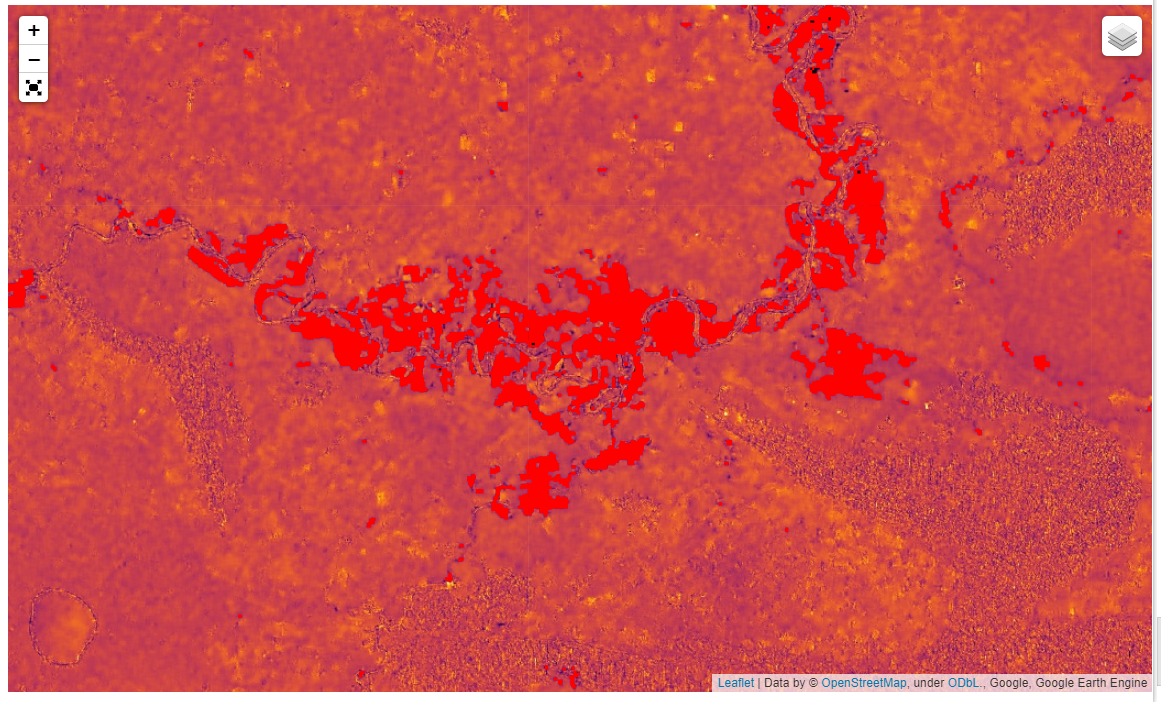 +
−
Leaflet | Data by © OpenStreetMap, under ODbL., Google, Google Earth Engine